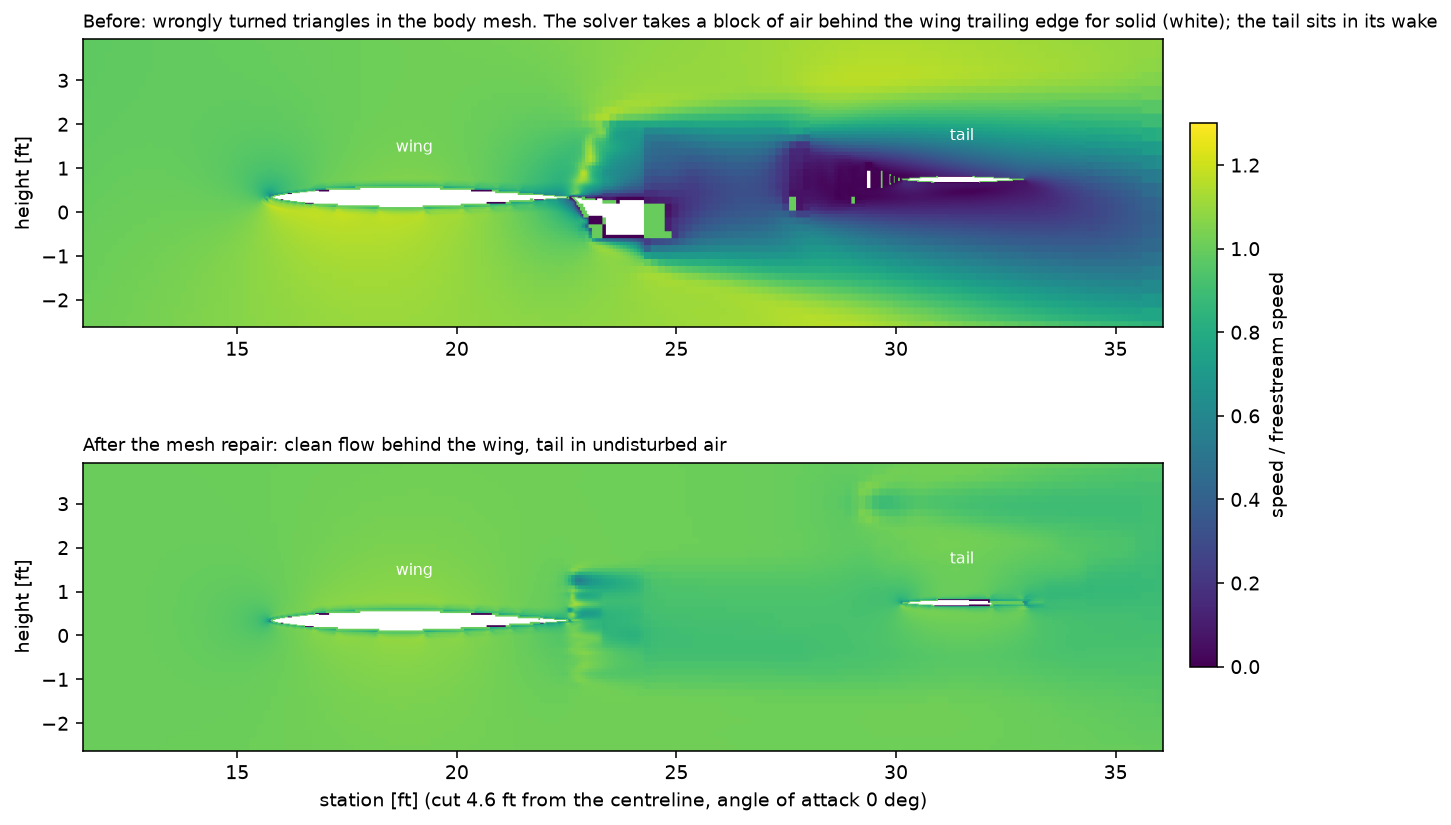 Before: wrongly turned triangles in the body mesh. The solver takes a block of air behind the wing trailing edge for solid (white); the tail sits in its wake
height [ft]
3
2
1
0
−1
−2
wing
tail
15
20
25
30
35
After the mesh repair: clean flow behind the wing, tail in undisturbed air
height [ft]
3
2
1
0
−1
−2
wing
tail
15
20
25
30
35
station [ft] (cut 4.6 ft from the centreline, angle of attack 0 deg)
1.2
1.0
0.8
0.6
0.4
0.2
0.0
speed / freestream speed